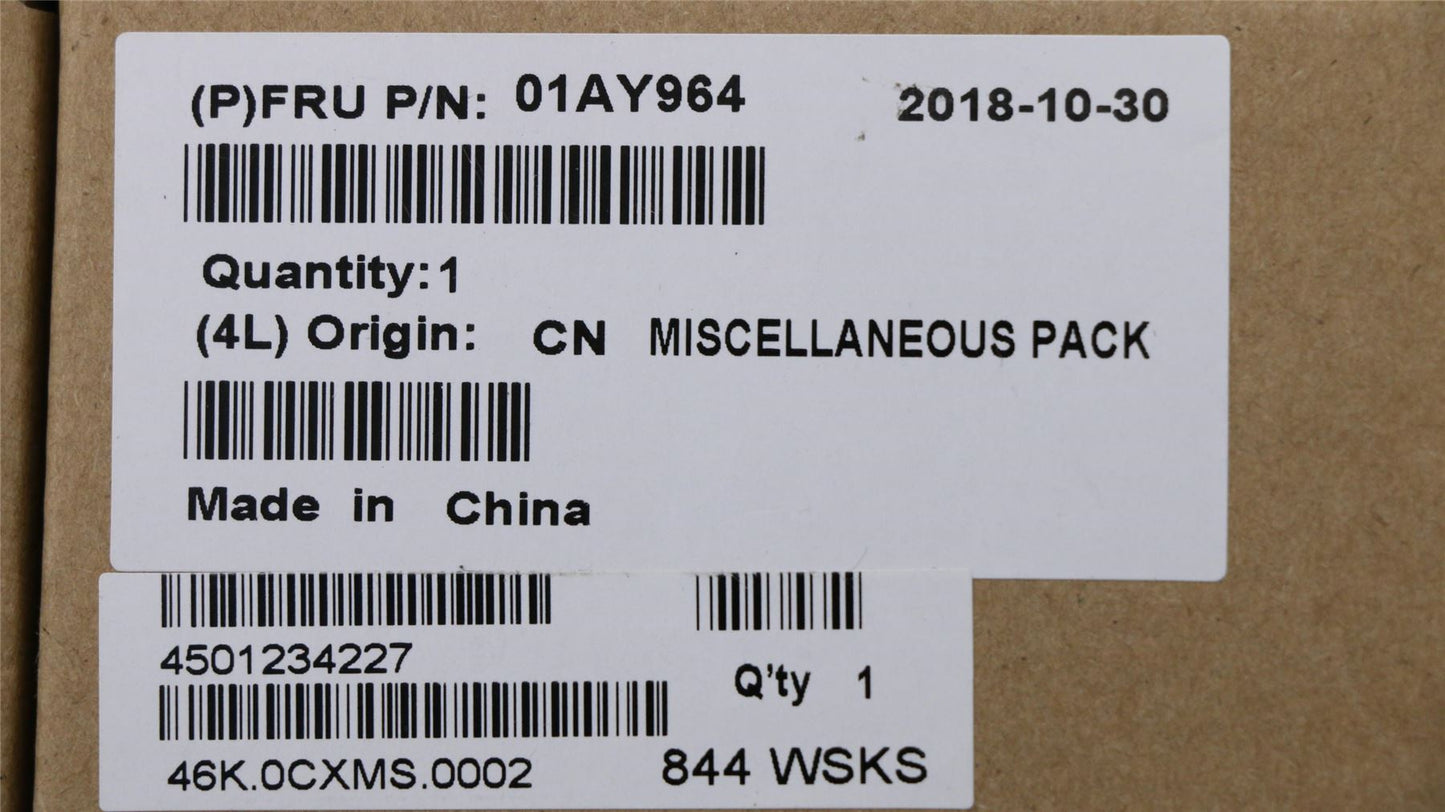 (P)FRU P/N: 01AY964 2018-10-30
Quantity:1
(4L) Origin: CN MISCELLANEOUS PACK
Made in China
4501234227
Q'ty 1
46K.0CXMS.0002 844 WSKS